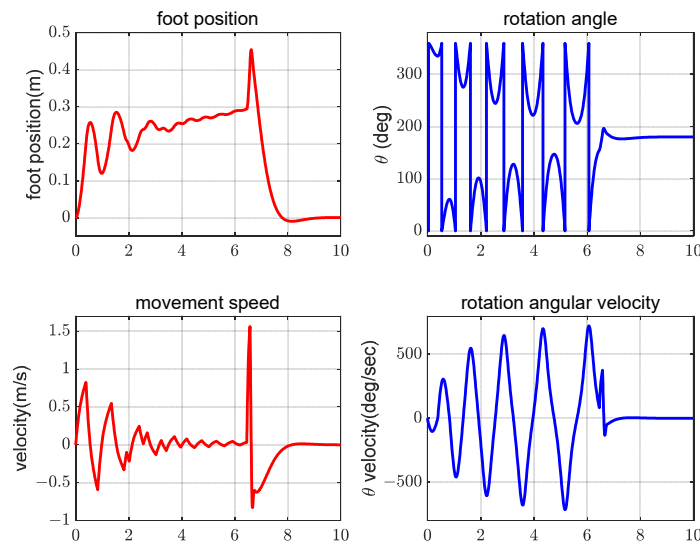 foot position
foot position(m)
0.5
0.4
0.3
0.2
0.1
0
0 2 4 6 8 10
rotation angle
θ (deg)
300
200
100
0
0 2 4 6 8 10
movement speed
velocity(m/s)
1.5
1
0.5
0
−0.5
−1
0 2 4 6 8 10
rotation angular velocity
θ velocity(deg/sec)
500
0
−500
0 2 4 6 8 10